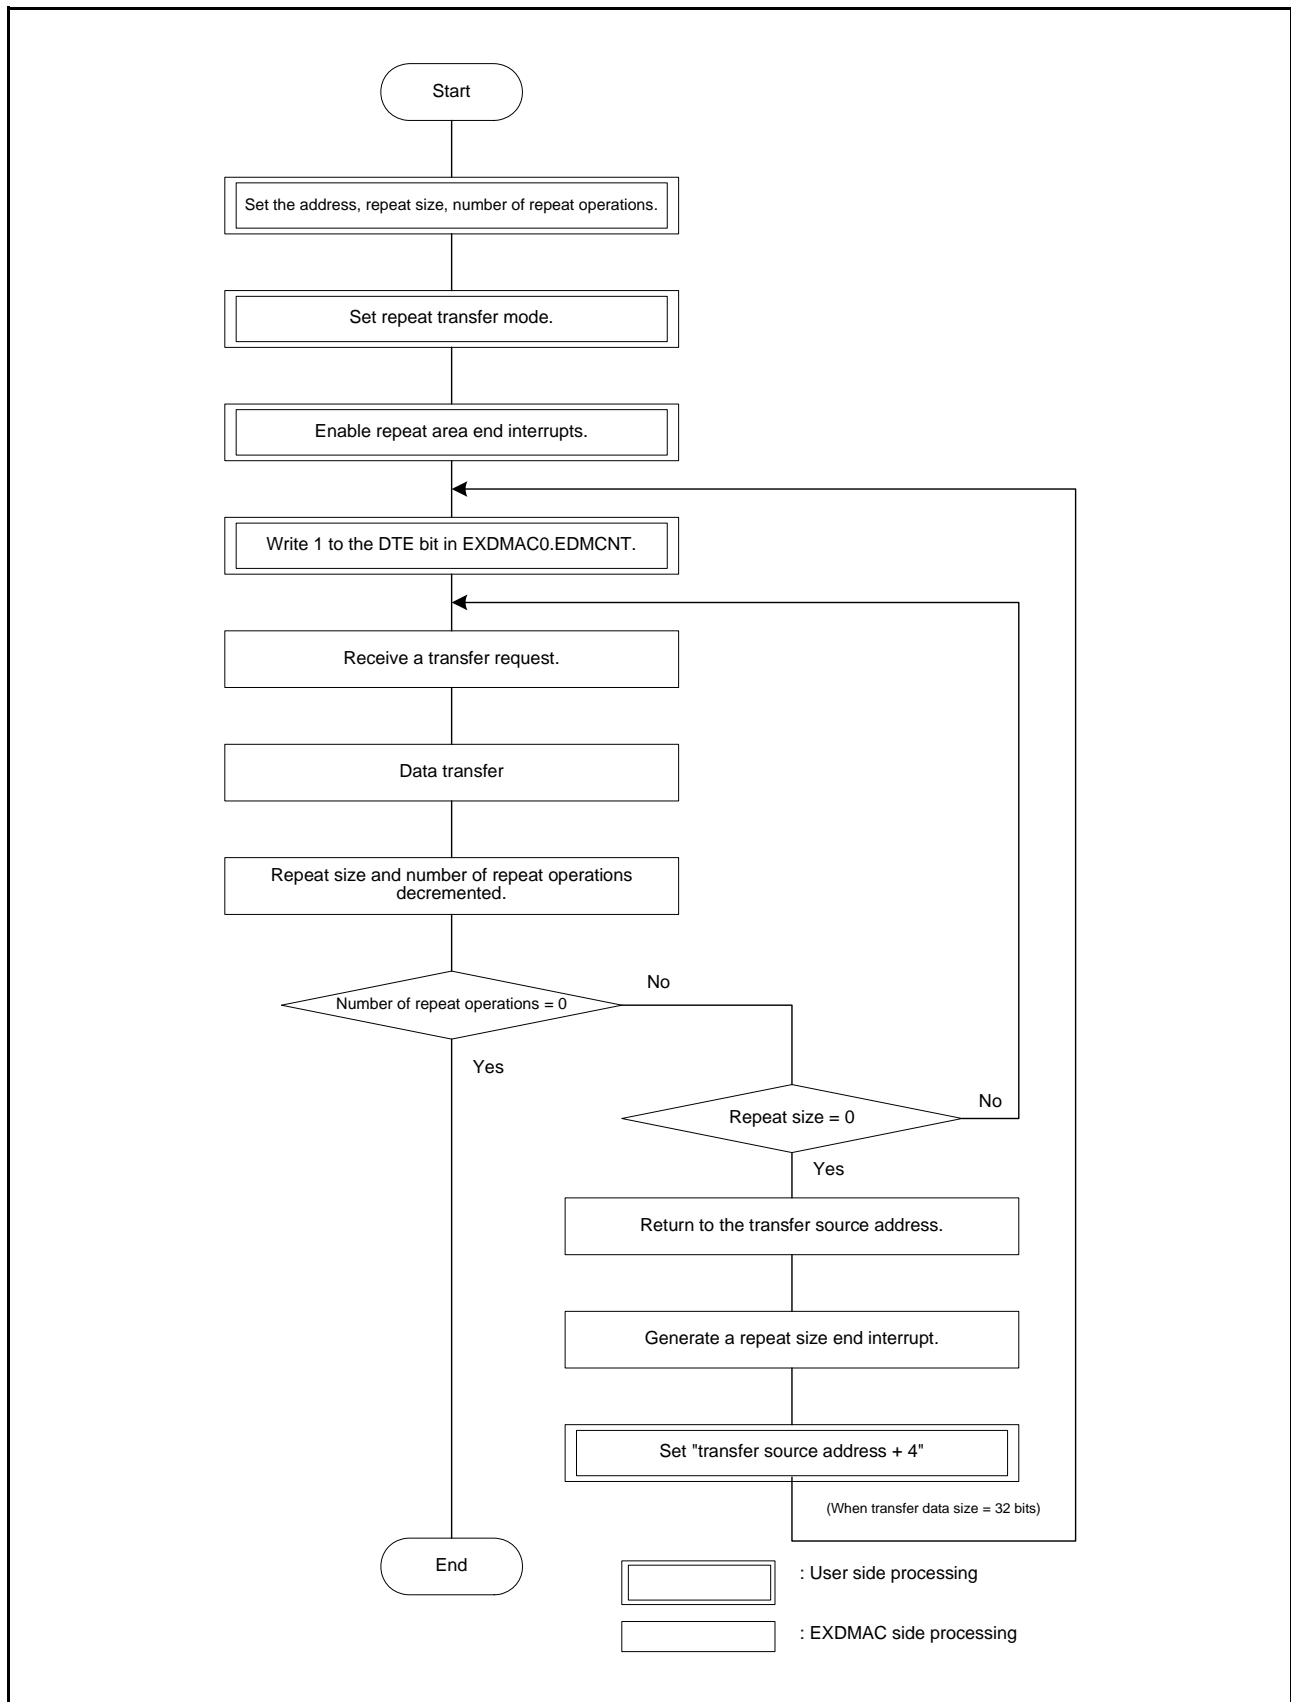 Start
Set the address, repeat size, number of repeat operations.
Set repeat transfer mode.
Enable repeat area end interrupts.
Write 1 to the DTE bit in EXDMAC0.EDMCNT.
Receive a transfer request.
Data transfer
Repeat size and number of repeat operations
decremented.
Number of repeat operations = 0
No
Yes
Repeat size = 0
No
Yes
Return to the transfer source address.
Generate a repeat size end interrupt.
Set "transfer source address + 4"
(When transfer data size = 32 bits)
End
: User side processing
: EXDMAC side processing